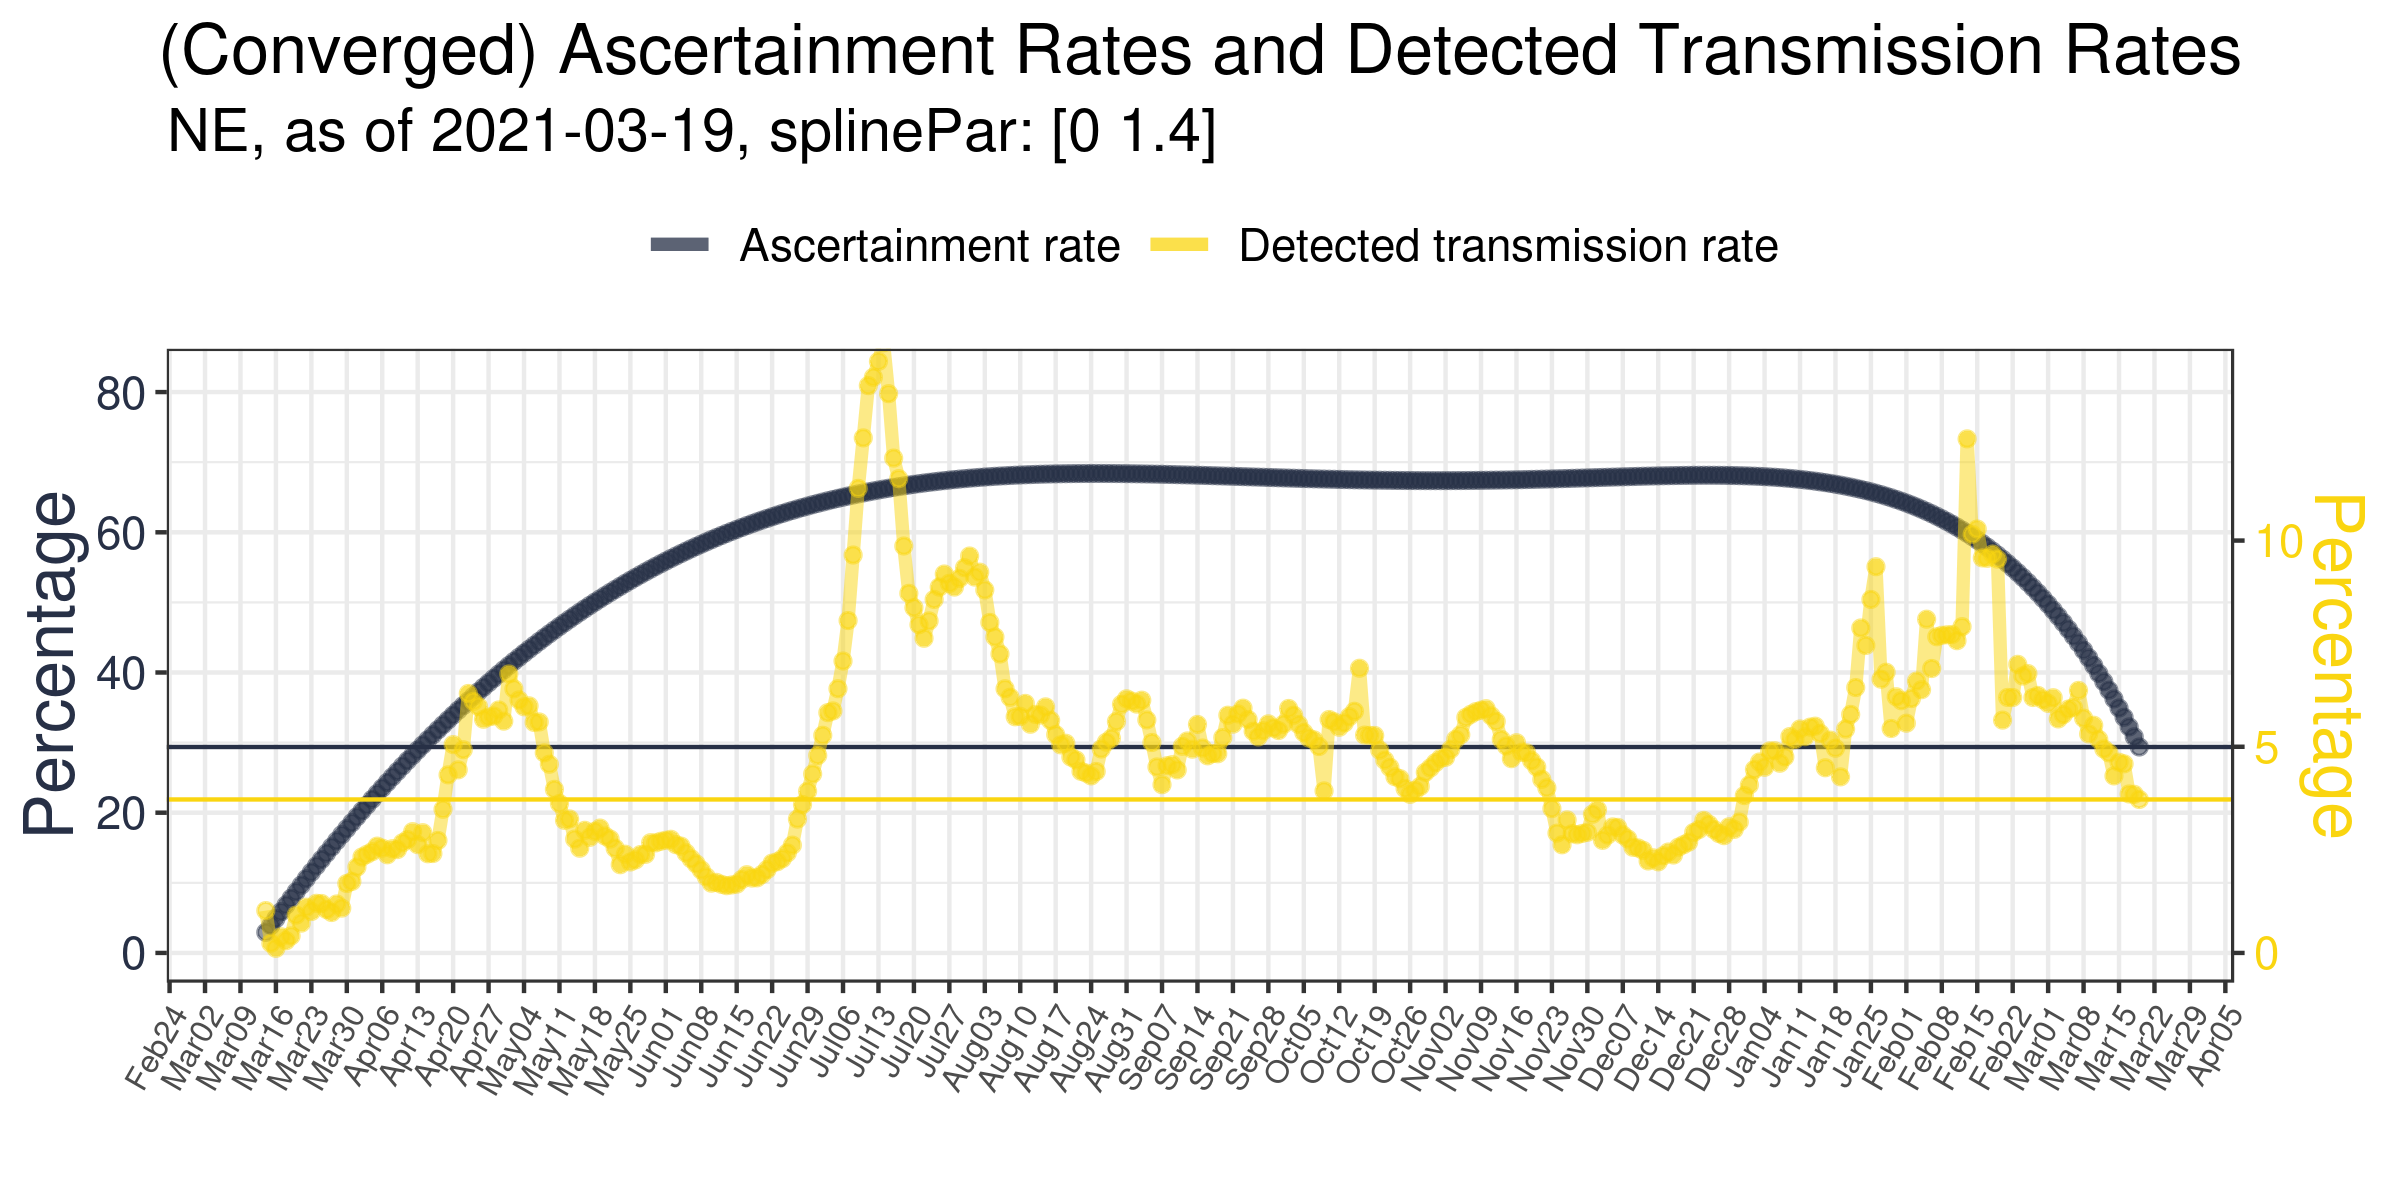 (Converged) Ascertainment Rates and Detected Transmission Rates
NE, as of 2021-03-19, splinePar: [0 1.4]
Ascertainment rate Detected transmission rate
Percentage
80
60
40
20
0
10
5
0
Percentage
Feb24 Mar02 Mar09 Mar16 Mar23 Mar30 Apr06 Apr13 Apr20 Apr27 May04 May11 May18 May25 Jun01 Jun08 Jun15 Jun22 Jun29 Jul06 Jul13 Jul20 Jul27 Aug03 Aug10 Aug17 Aug24 Aug31 Sep07 Sep14 Sep21 Sep28 Oct05 Oct12 Oct19 Oct26 Nov02 Nov09 Nov16 Nov23 Nov30 Dec07 Dec14 Dec21 Dec28 Jan04 Jan11 Jan18 Jan25 Feb01 Feb08 Feb15 Feb22 Mar01 Mar08 Mar15 Mar22 Mar29 Apr05